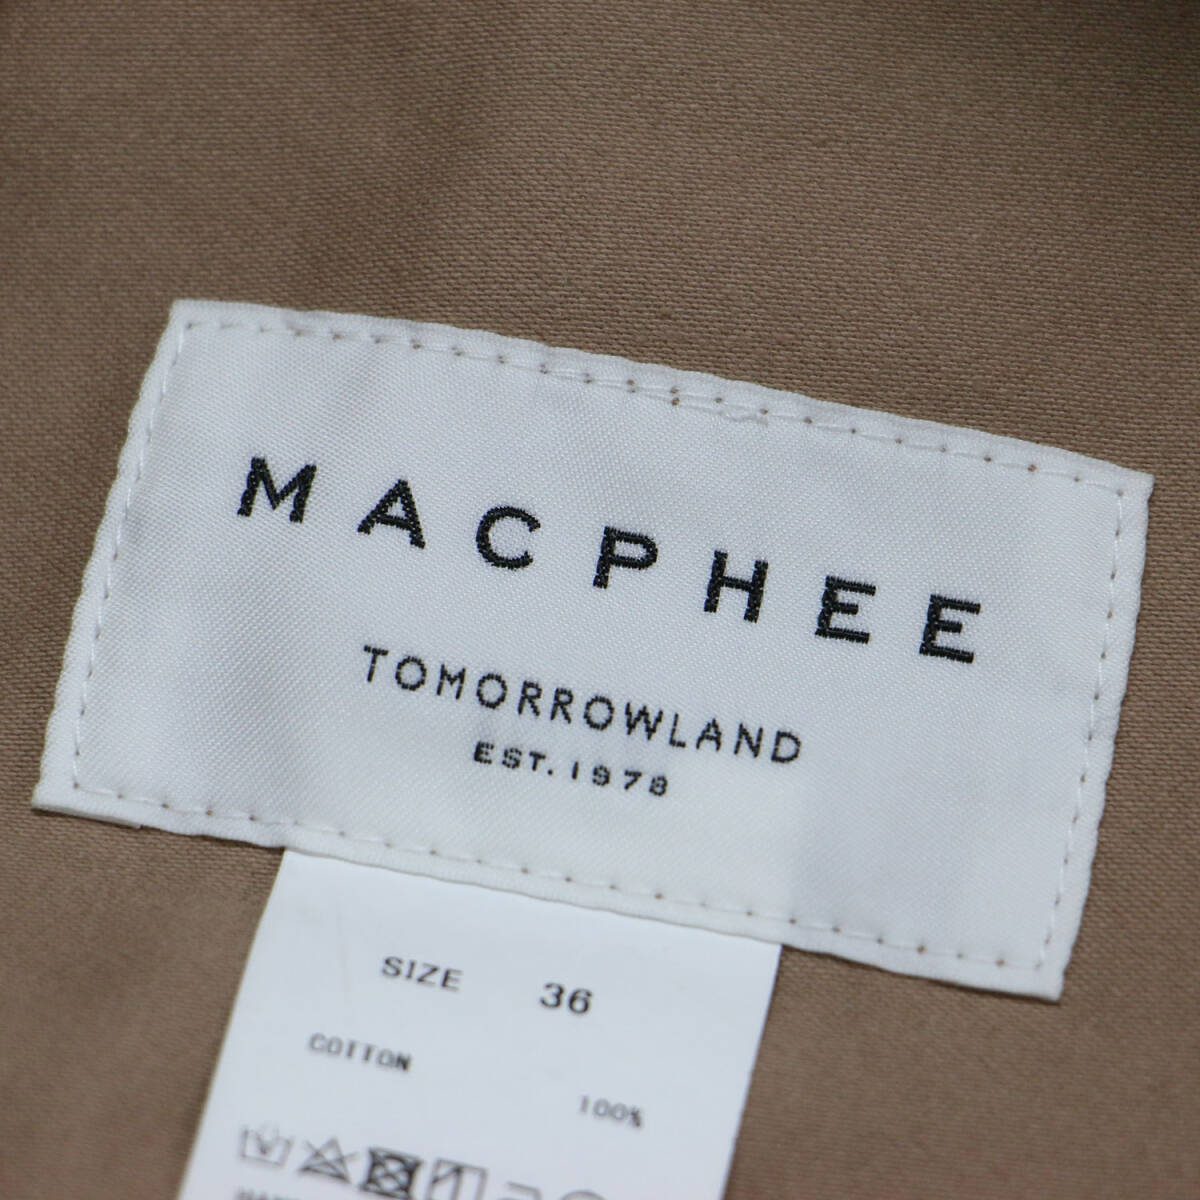 MACPHEE
TOMORROWLAND
EST. 1978
SIZE 36
COTTON
100%